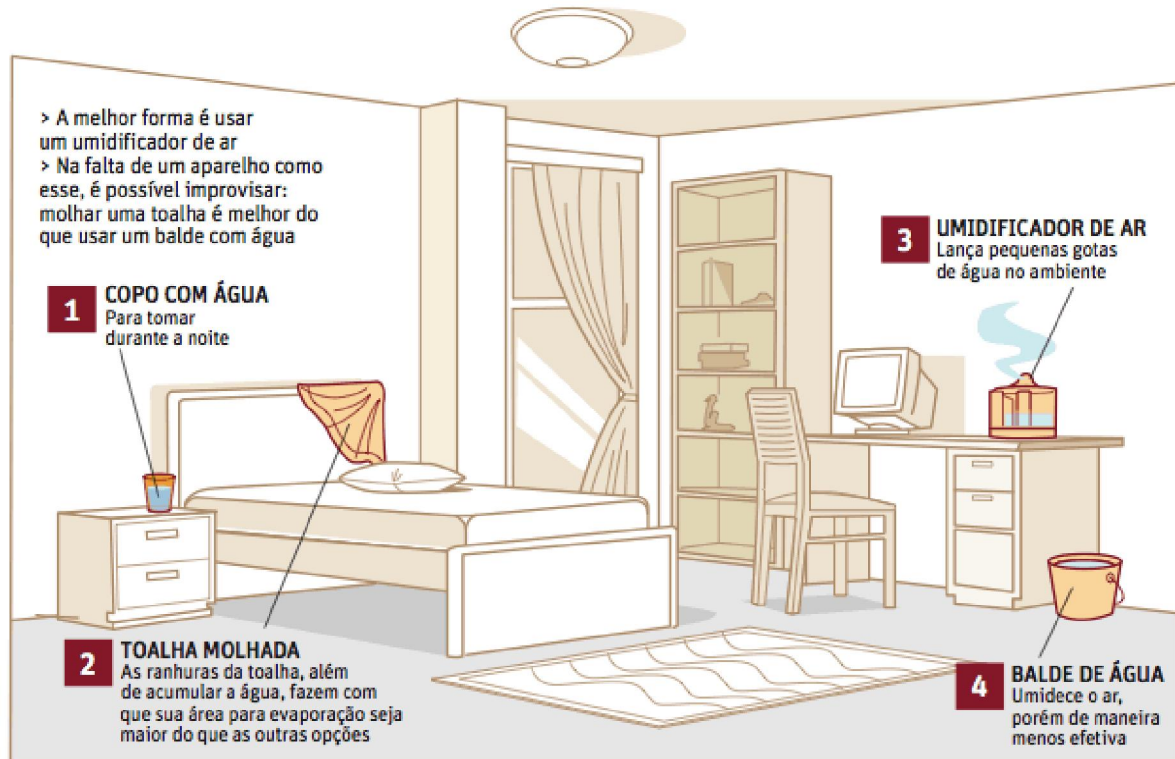 > A melhor forma é usar
um umidificador de ar
> Na falta de um aparelho como
esse, é possível improvisar:
molhar uma toalha é melhor do
que usar um balde com água
1 COPO COM ÁGUA
Para tomar
durante a noite
3 UMIDIFICADOR DE AR
Lança pequenas gotas
de água no ambiente
2 TOALHA MOLHADA
As ranhuras da toalha, além
de acumular a água, fazem com
que sua área para evaporação seja
maior do que as outras opções
4 BALDE DE ÁGUA
Umidece o ar,
porém de maneira
menos efetiva